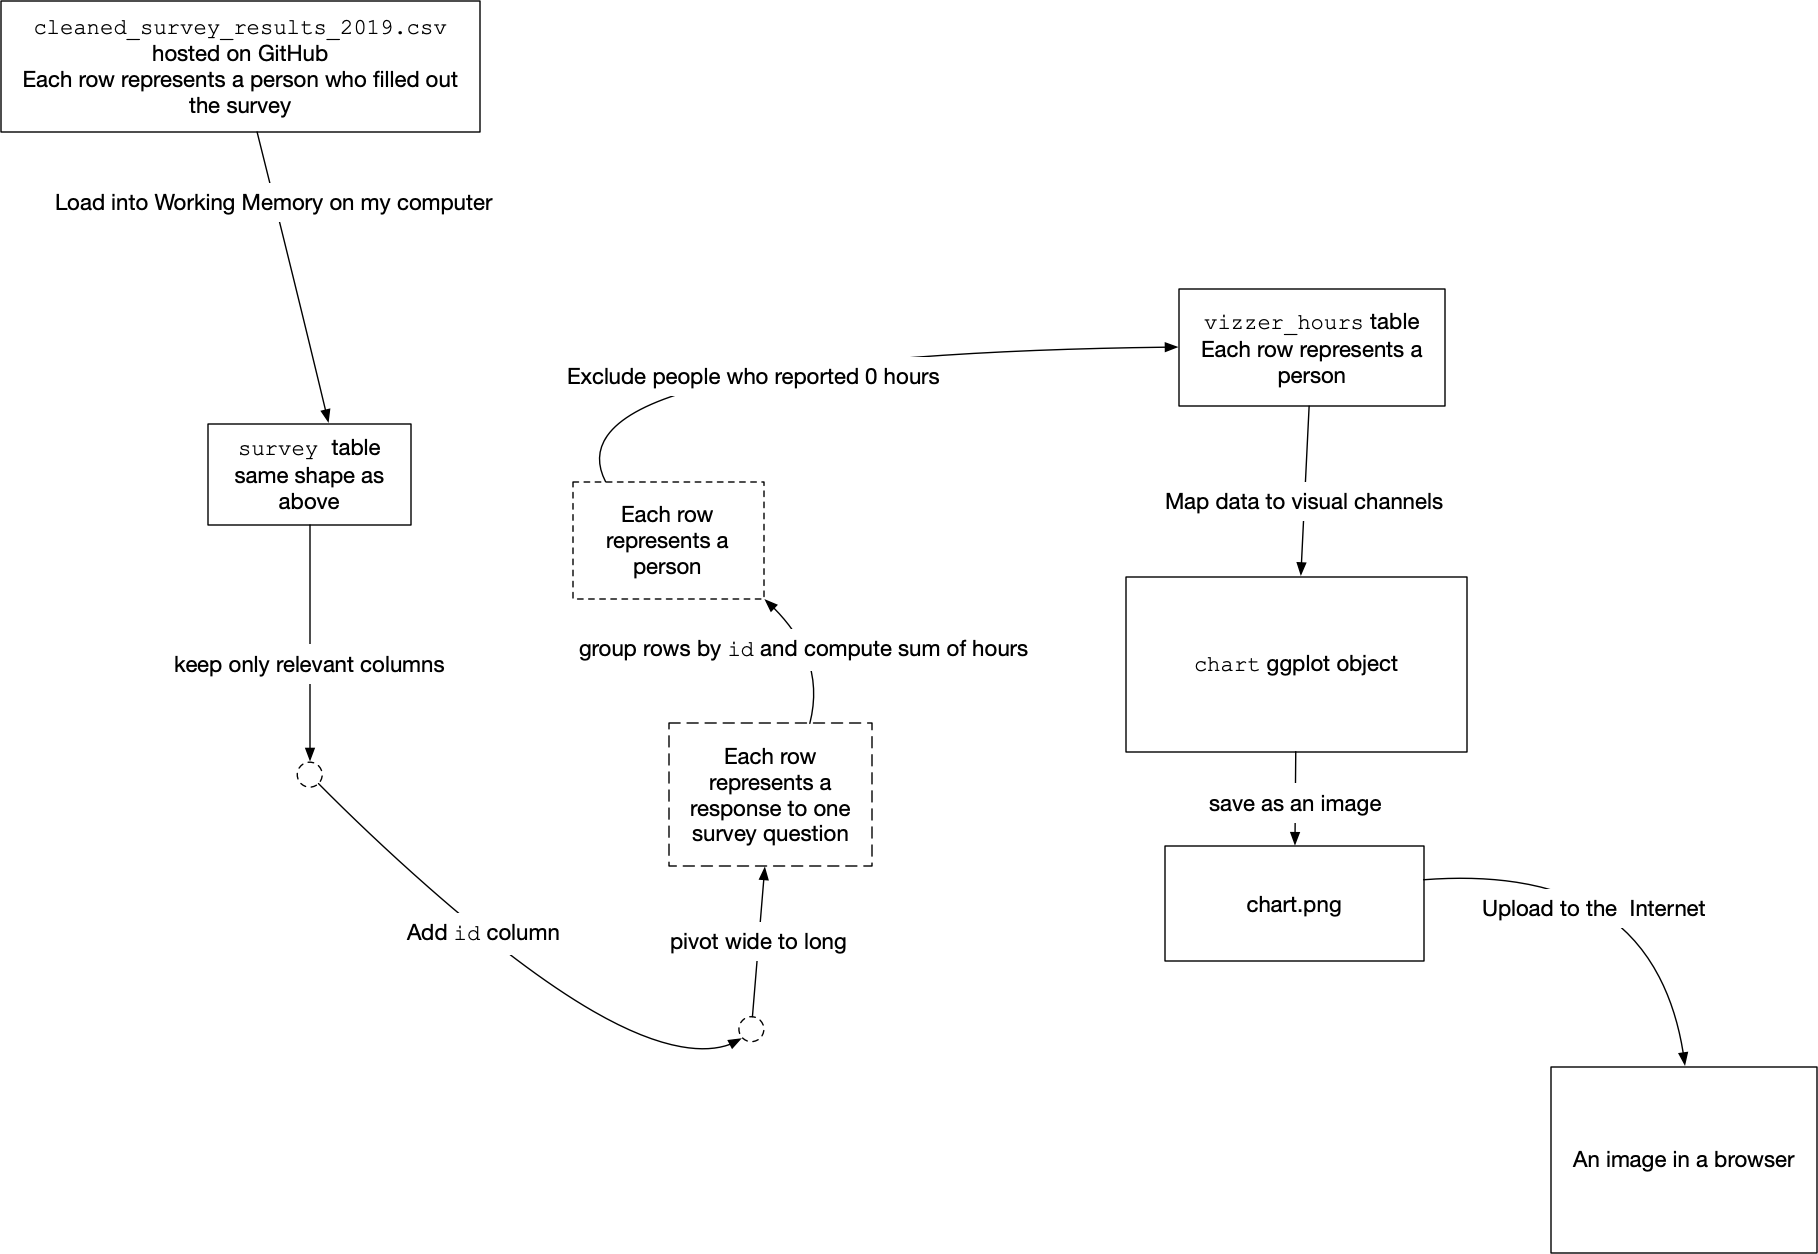 cleaned_survey_results_2019.csv
hosted on GitHub
Each row represents a person who filled out
the survey
Load into Working Memory on my computer
survey table
same shape as
above
keep only relevant columns
Add id column
pivot wide to long
Each row
represents a
response to one
survey question
group rows by id and compute sum of hours
Each row
represents a
person
Exclude people who reported 0 hours
vizzer_hours table
Each row represents a
person
Map data to visual channels
chart ggplot object
save as an image
chart.png
Upload to the  Internet
An image in a browser